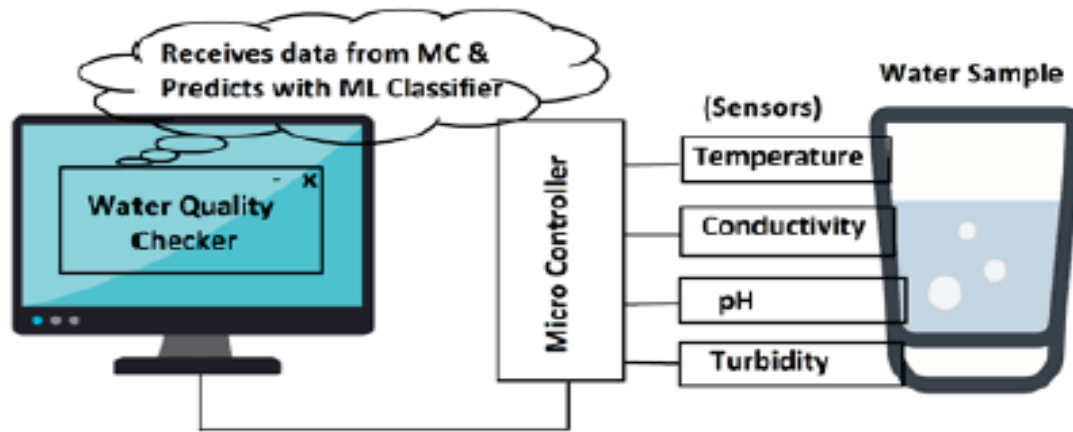 Receives data from MC &
Predicts with ML Classifier
Water Quality
Checker
- x
Micro Controller
(Sensors)
Temperature
Conductivity
pH
Turbidity
Water Sample